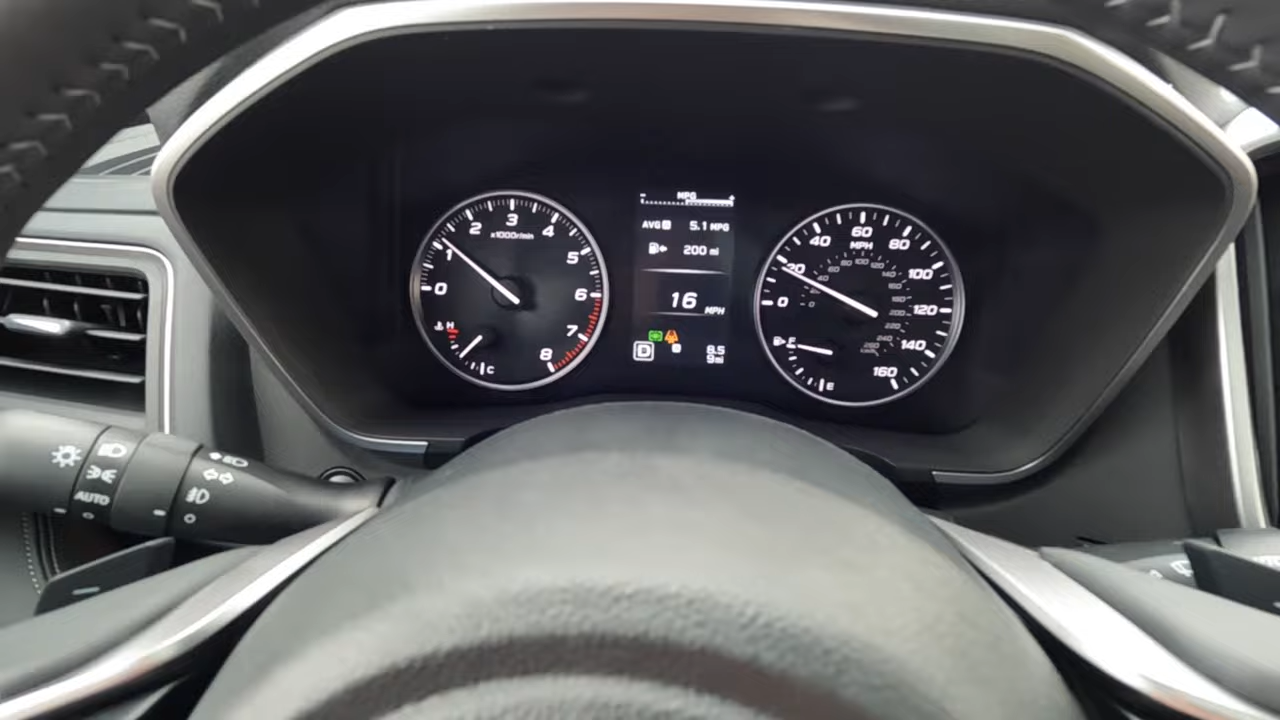 3
2 4
x1000r/min
1 5
0 6
H
7
8
C
- MPG +
AVG B 5.1 MPG
200 mi
16 MPH
D
8.5
9mi
60
40 80
MPH
20 100
0 120
140
160
F
E
AUTO